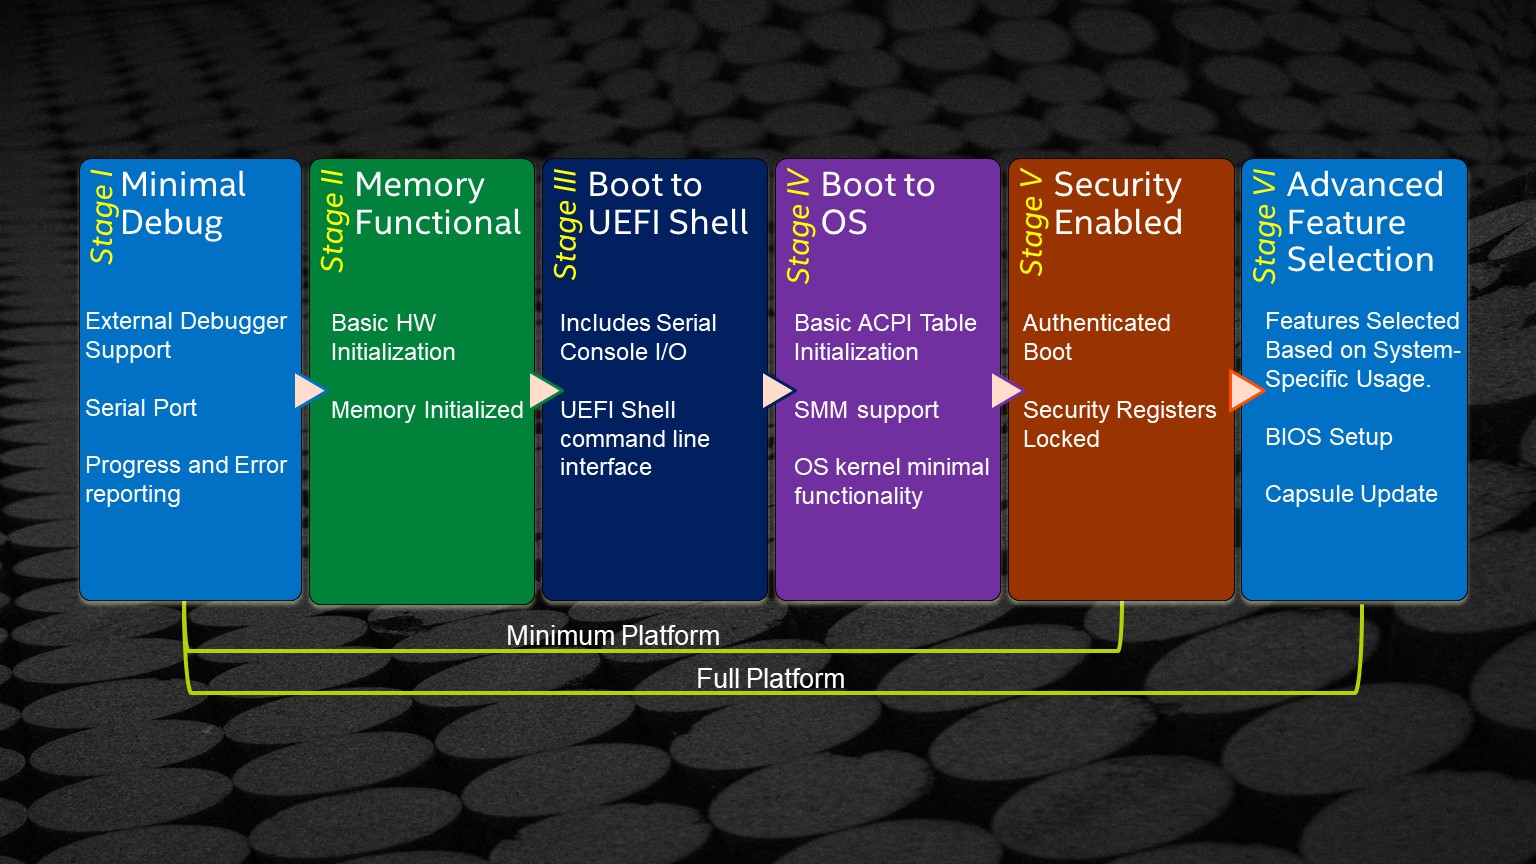 Stage I
Minimal
Debug
External Debugger
Support
Serial Port
Progress and Error
reporting
Stage II
Memory
Functional
Basic HW
Initialization
Memory Initialized
Stage III
Boot to
UEFI Shell
Includes Serial
Console I/O
UEFI Shell
command line
interface
Stage IV
Boot to
OS
Basic ACPI Table
Initialization
SMM support
OS kernel minimal
functionality
Stage V
Security
Enabled
Authenticated
Boot
Security Registers
Locked
Stage VI
Advanced
Feature
Selection
Features Selected
Based on System-
Specific Usage.
BIOS Setup
Capsule Update
Minimum Platform
Full Platform